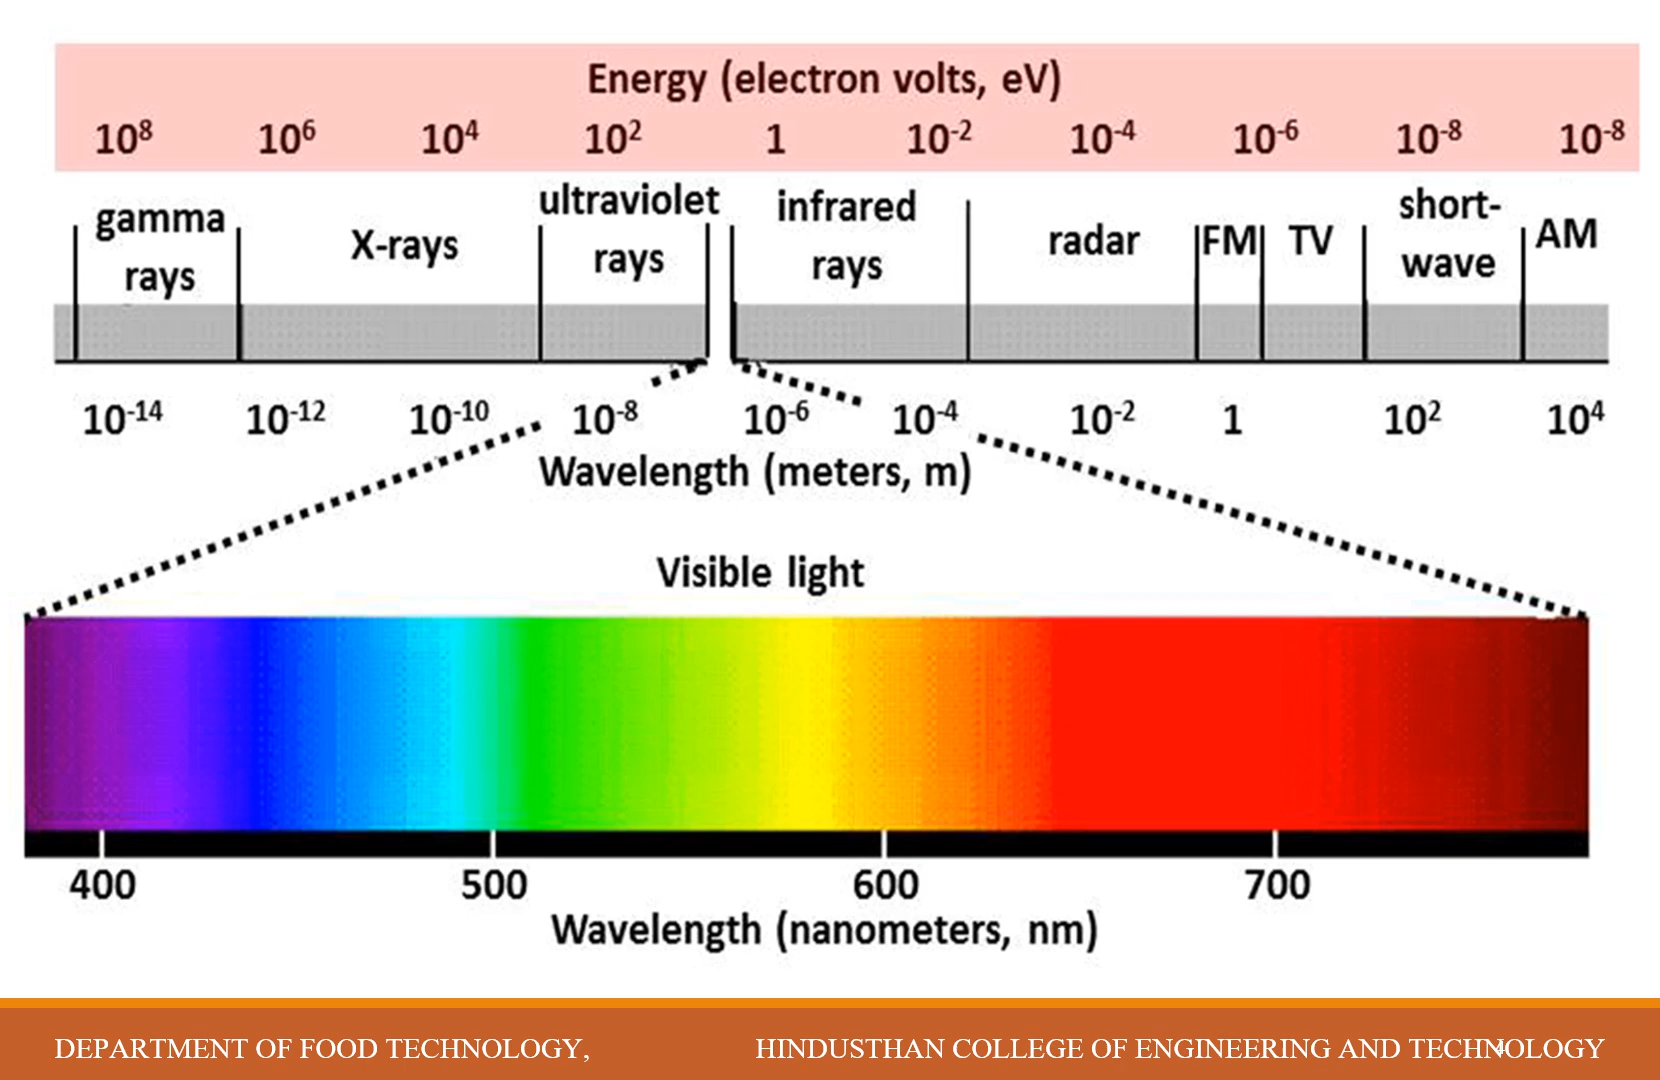 Energy (electron volts, eV)
10⁸ 10⁶ 10⁴ 10² 1 10⁻² 10⁻⁴ 10⁻⁶ 10⁻⁸ 10⁻⁸
gamma rays
X-rays
ultraviolet rays
infrared rays
radar
FM
TV
short-wave
AM
10⁻¹⁴ 10⁻¹² 10⁻¹⁰ 10⁻⁸ 10⁻⁶ 10⁻⁴ 10⁻² 1 10² 10⁴
Wavelength (meters, m)
Visible light
400 500 600 700
Wavelength (nanometers, nm)
DEPARTMENT OF FOOD TECHNOLOGY, HINDUSTHAN COLLEGE OF ENGINEERING AND TECHNOLOGY